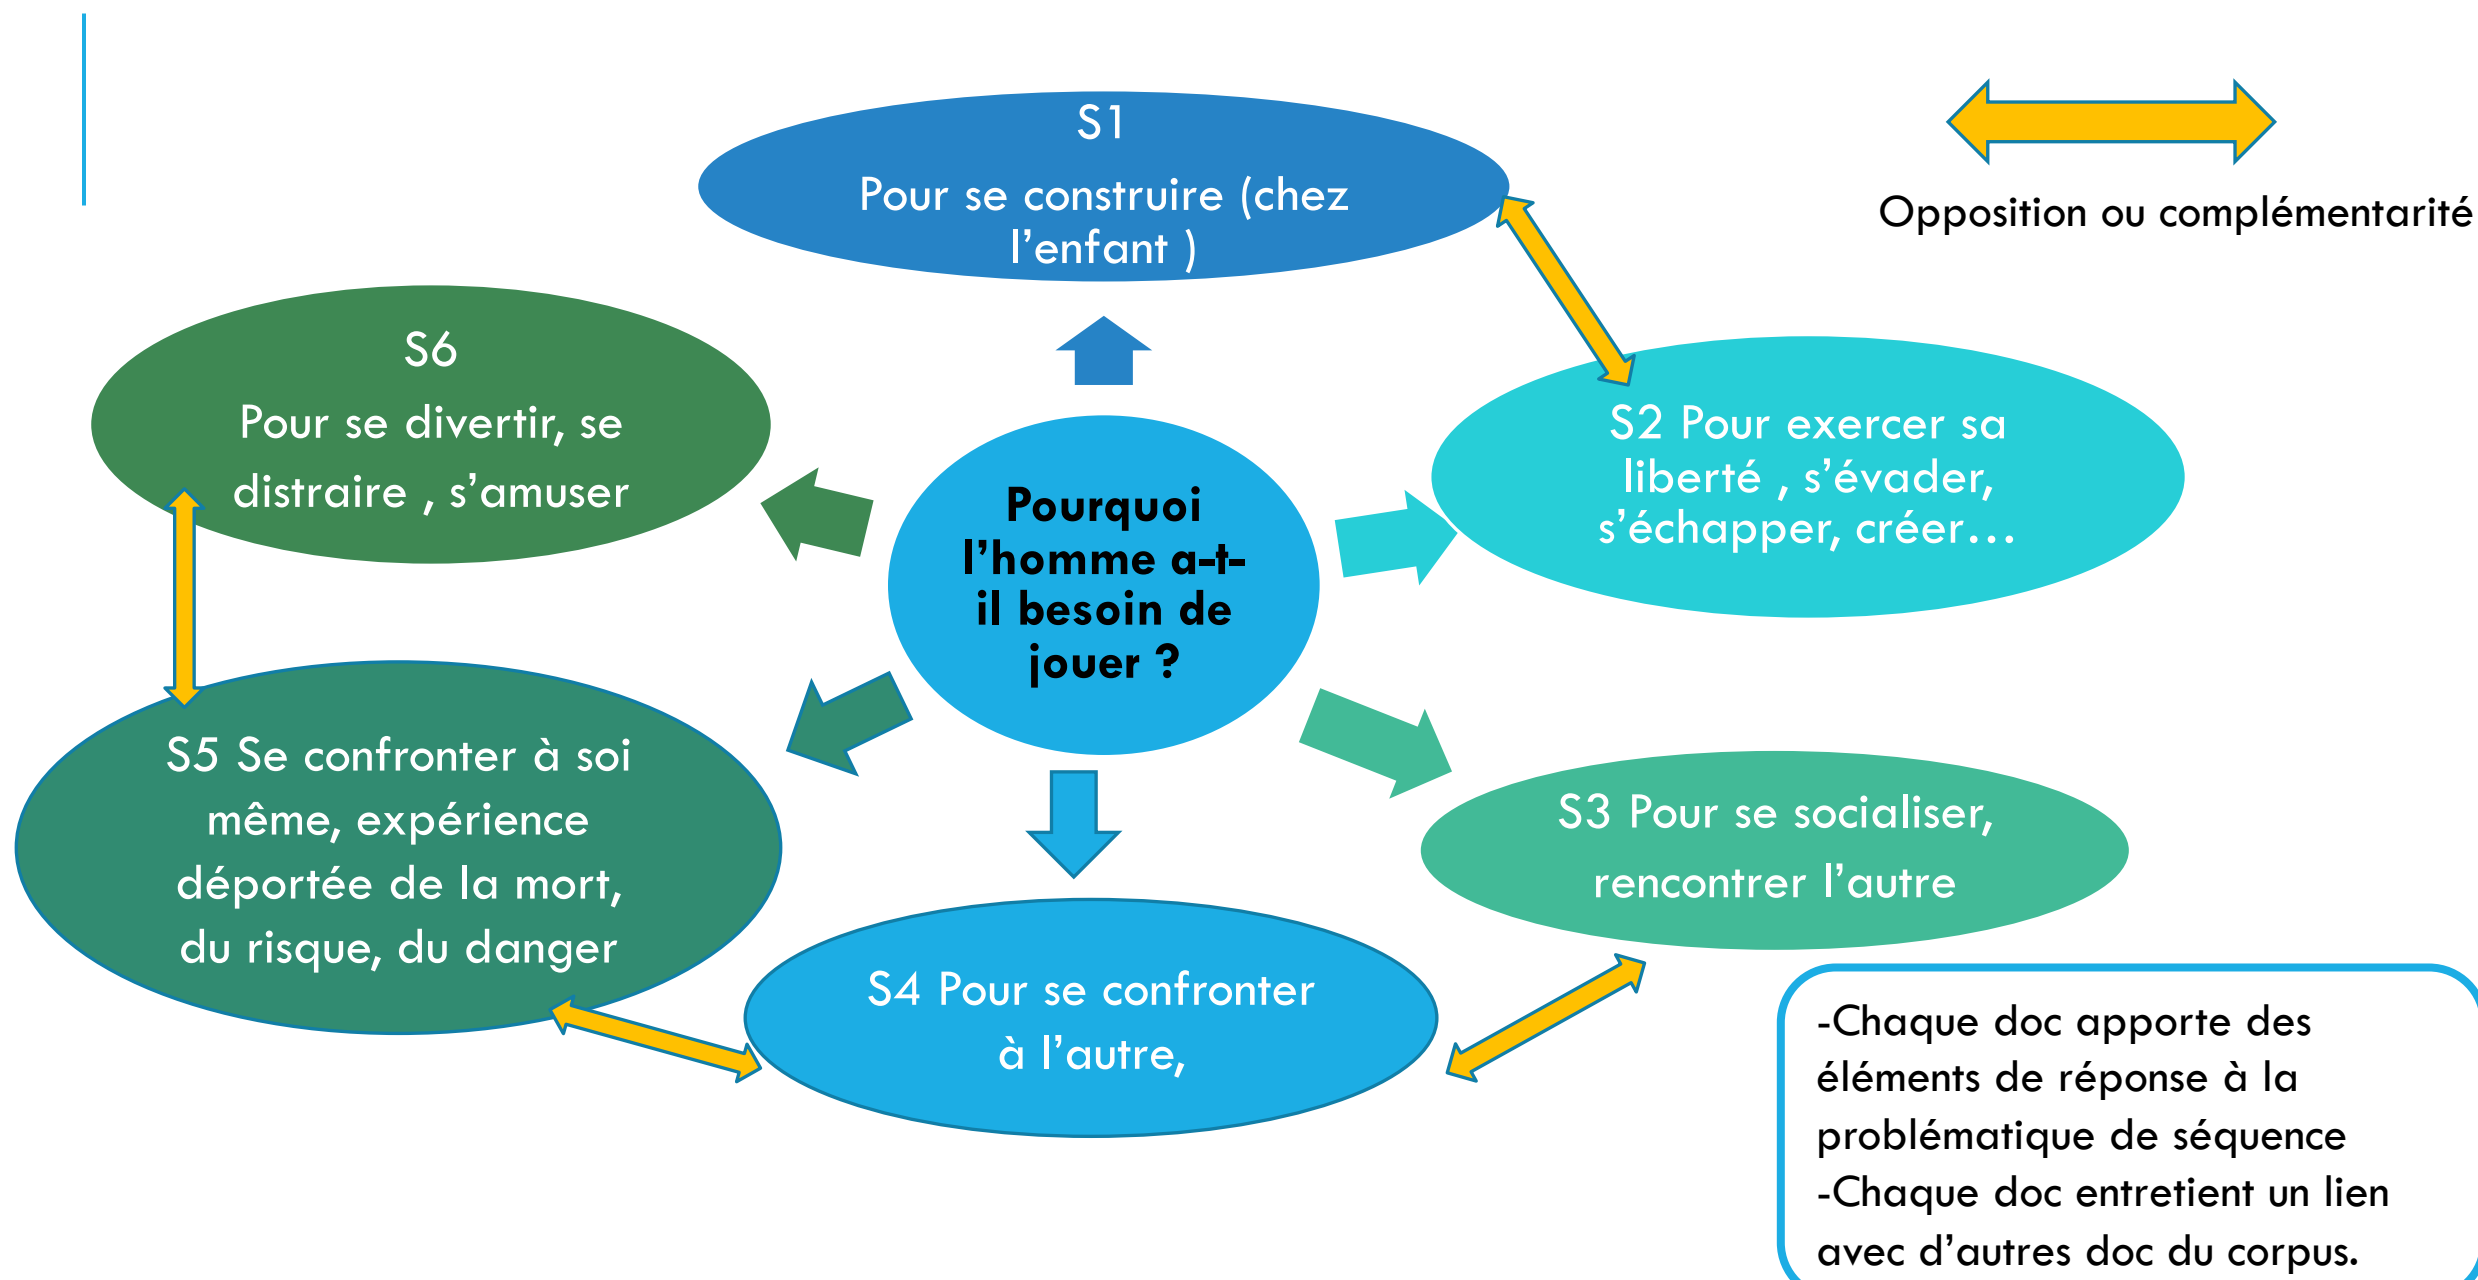 S1
Pour se construire (chez
l’enfant )
Opposition ou complémentarité
S6
Pour se divertir, se
distraire , s’amuser
S2 Pour exercer sa
liberté , s’évader,
s’échapper, créer…
Pourquoi
l’homme a-t-
il besoin de
jouer ?
S5 Se confronter à soi
même, expérience
déportée de la mort,
du risque, du danger
S3 Pour se socialiser,
rencontrer l’autre
S4 Pour se confronter
à l’autre,
-Chaque doc apporte des
éléments de réponse à la
problématique de séquence
-Chaque doc entretient un lien
avec d’autres doc du corpus.